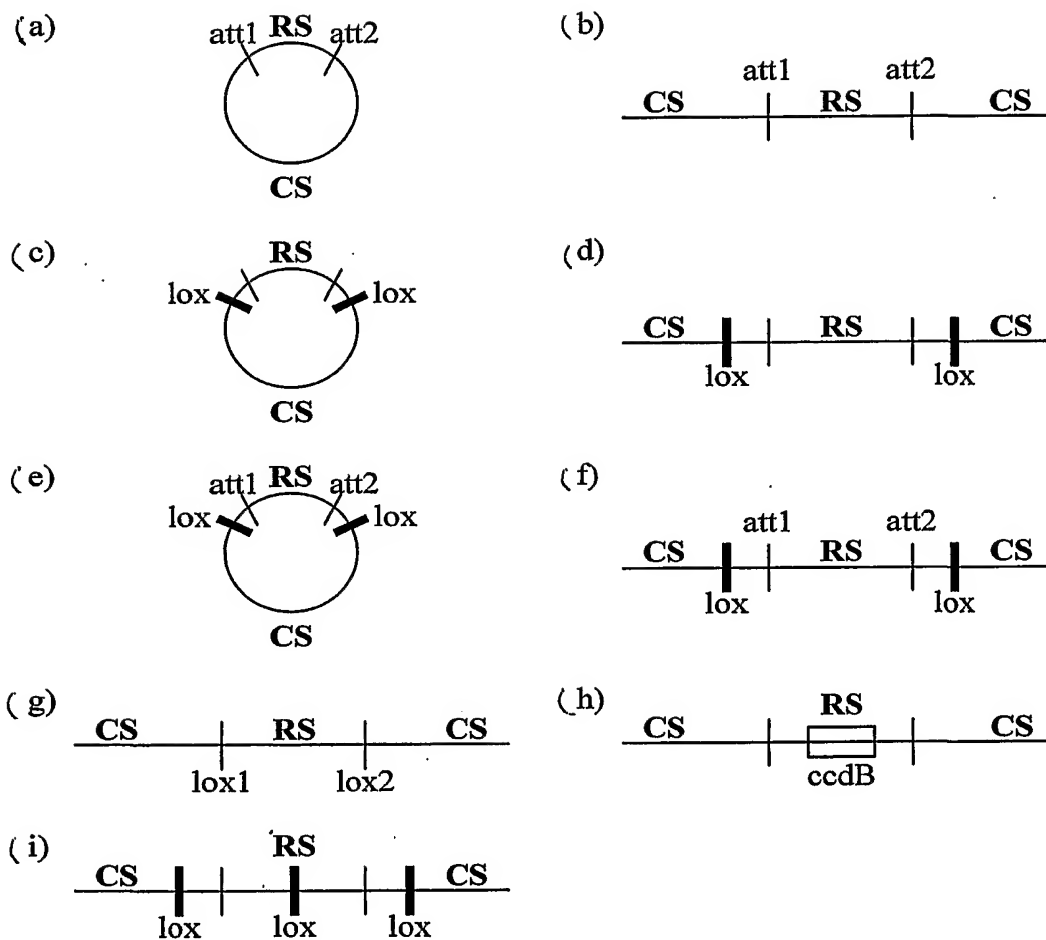 (a)
att1 RS att2
CS
(b)
att1 att2
CS RS CS
(c)
RS
lox lox
CS
(d)
CS RS CS
lox lox
(e)
RS
att1 att2
lox lox
CS
(f)
att1 att2
CS RS CS
lox lox
(g)
CS RS CS
lox1 lox2
(h)
RS
CS CS
ccdB
(i)
RS
CS CS
lox lox lox